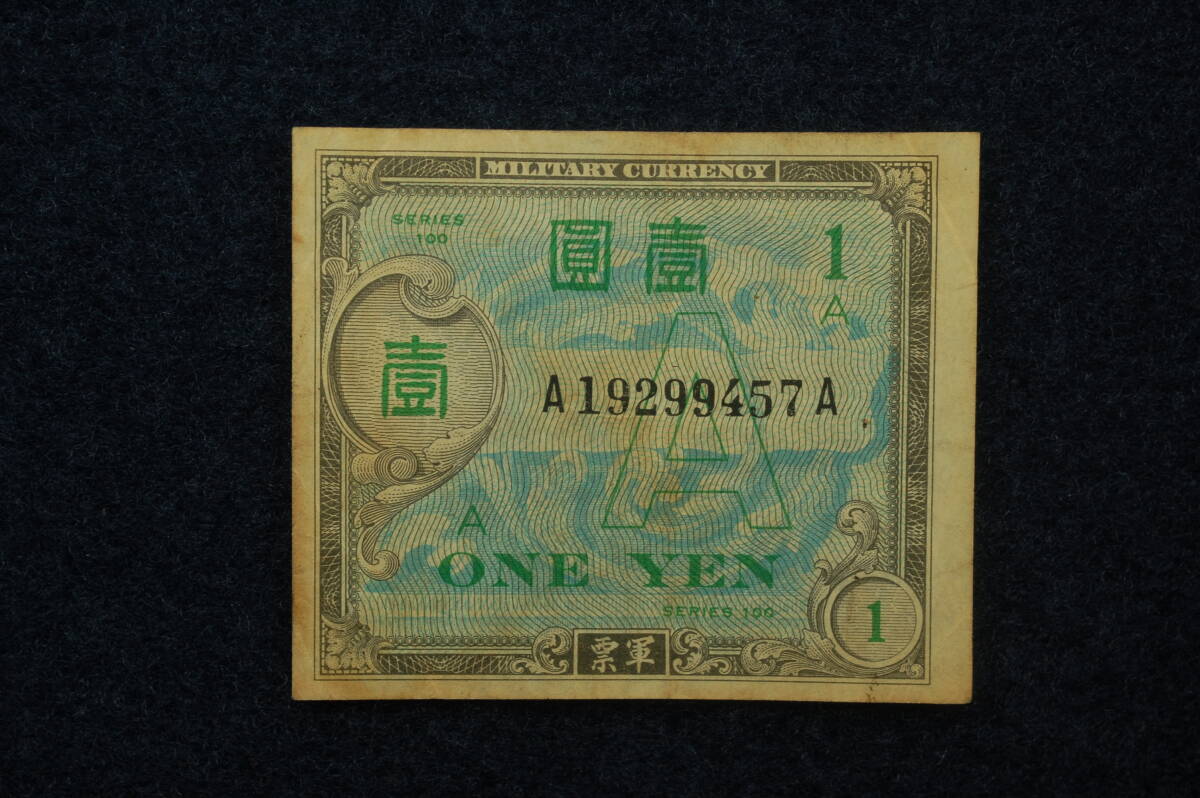 MILITARY CURRENCY
SERIES
100
圓壹
1
A
壹
A19299457A
A
A
ONE YEN
SERIES 100
票軍
1